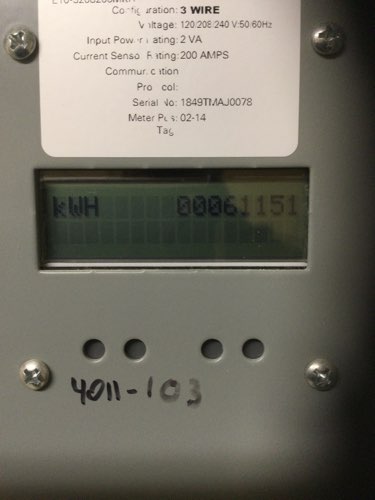 Configuration: 3 WIRE
Voltage: 120/208/240 V:50:60Hz
Input Power Rating: 2 VA
Current Sensor Rating: 200 AMPS
Communication
Protocol:
Serial No: 1849TMAJ0078
Meter Pos: 02-14
Tag
kWH 00061151
4011-103